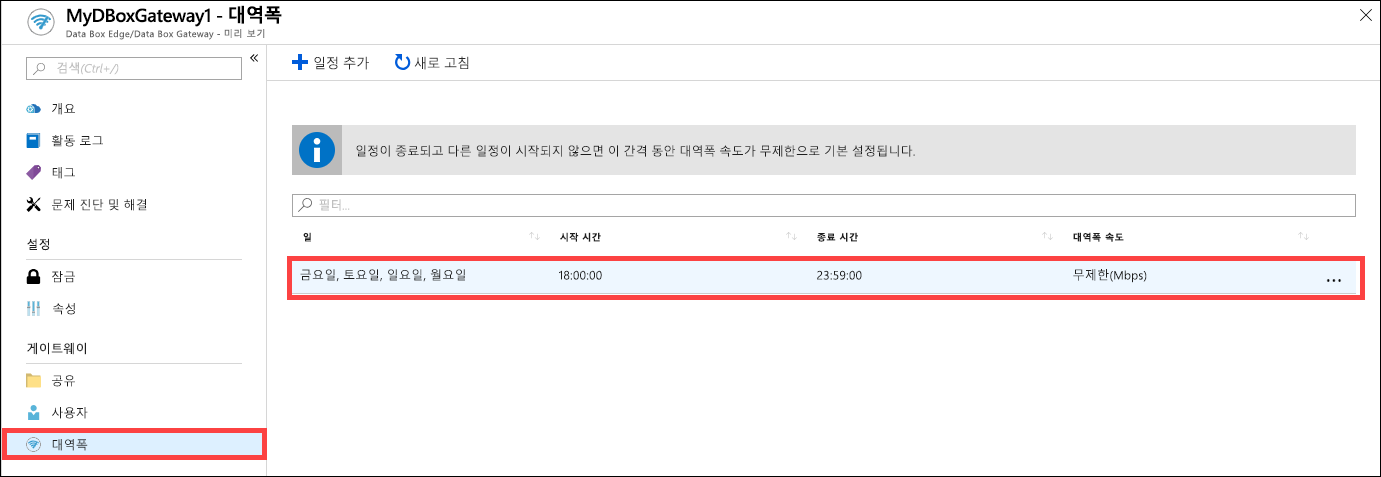 MyDBoxGateway1 - 대역폭
Data Box Edge/Data Box Gateway - 미리 보기
검색(Ctrl+/)
개요
활동 로그
태그
문제 진단 및 해결
설정
잠금
속성
게이트웨이
공유
사용자
대역폭
일정 추가 새로 고침
일정이 종료되고 다른 일정이 시작되지 않으면 이 간격 동안 대역폭 속도가 무제한으로 기본 설정됩니다.
필터...
일 시작 시간 종료 시간 대역폭 속도
금요일, 토요일, 일요일, 월요일 18:00:00 23:59:00 무제한(Mbps)